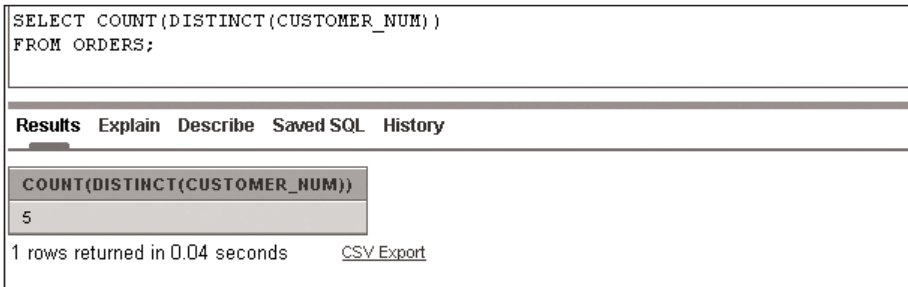 SELECT COUNT(DISTINCT(CUSTOMER_NUM))
FROM ORDERS;
Results Explain Describe Saved SQL History
COUNT(DISTINCT(CUSTOMER_NUM))
5
1 rows returned in 0.04 seconds CSV Export